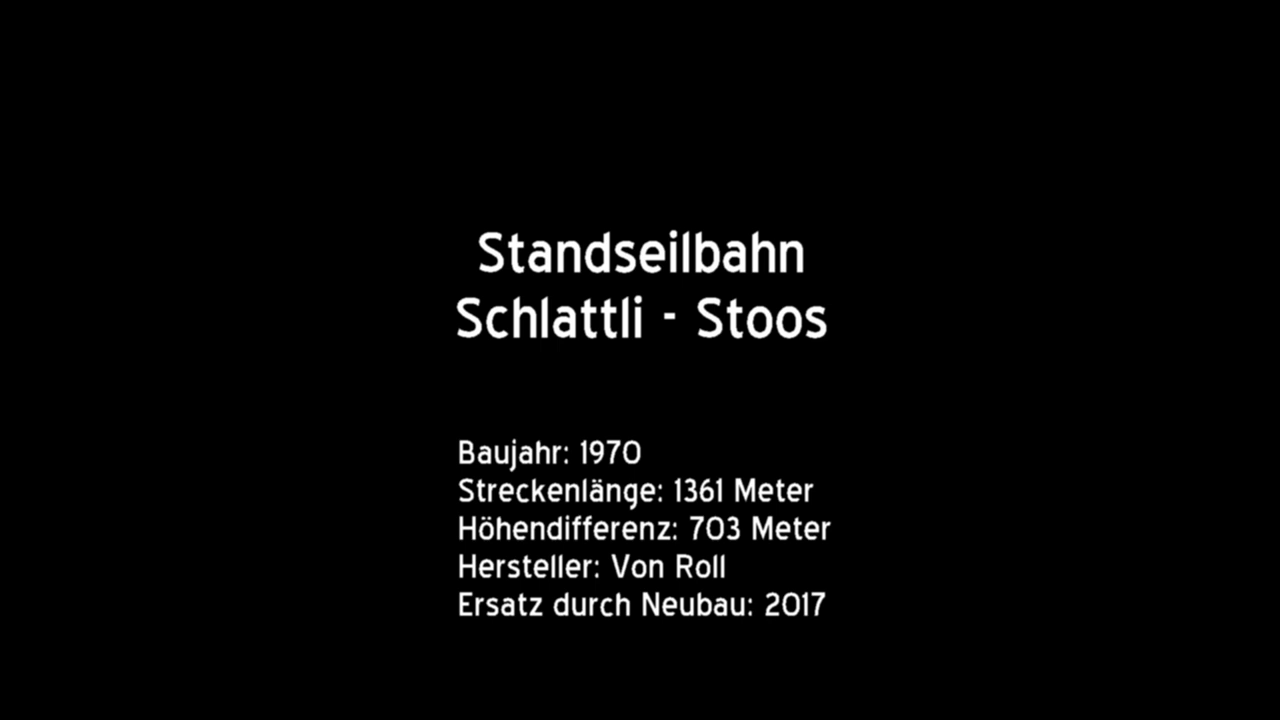 Standseilbahn
Schlattli - Stoos
Baujahr: 1970
Streckenlänge: 1361 Meter
Höhendifferenz: 703 Meter
Hersteller: Von Roll
Ersatz durch Neubau: 2017